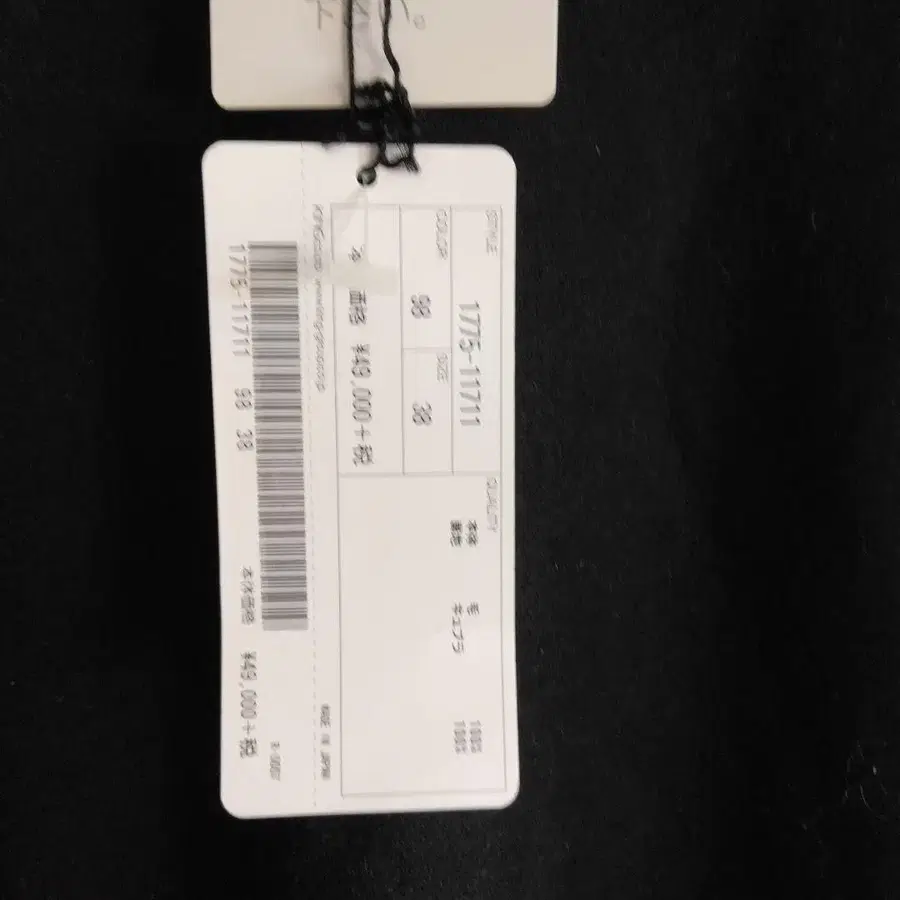 STYLE
1775-11711
COLOR
98
SIZE
38
本 価格 ¥49,000+税
QUALITY
本体 毛 100%
裏地 キュプラ 100%
MADE IN JAPAN
1775-11711 98 38
本体価格 ¥49,000+税